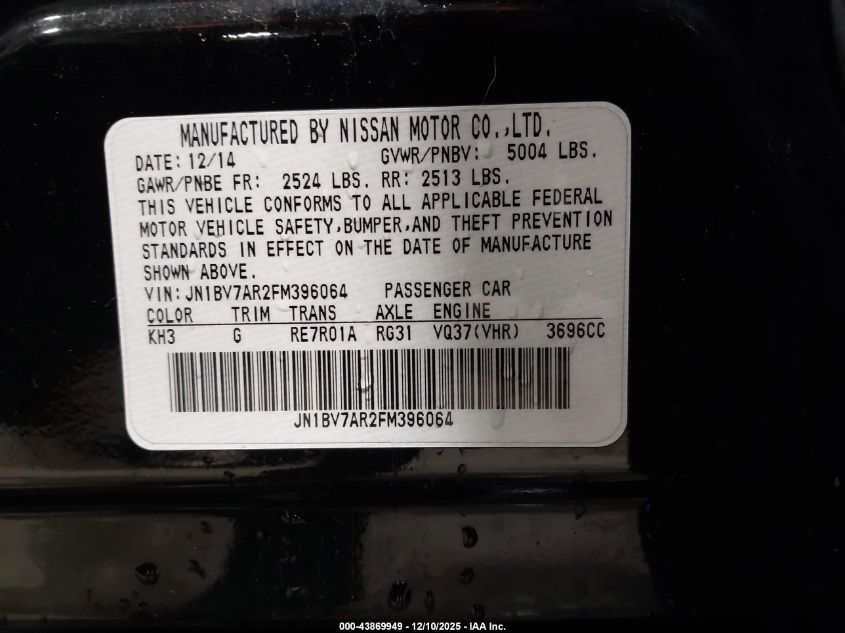 MANUFACTURED BY NISSAN MOTOR CO.,LTD.
DATE: 12/14 GVWR/PNBV: 5004 LBS.
GAWR/PNBE FR: 2524 LBS. RR: 2513 LBS.
THIS VEHICLE CONFORMS TO ALL APPLICABLE FEDERAL
MOTOR VEHICLE SAFETY,BUMPER,AND THEFT PREVENTION
STANDARDS IN EFFECT ON THE DATE OF MANUFACTURE
SHOWN ABOVE.
VIN:JN1BV7AR2FM396064 PASSENGER CAR
COLOR TRIM TRANS AXLE ENGINE
KH3 G RE7R01A RG31 VQ37(VHR) 3696CC
JN1BV7AR2FM396064
000-43869949 - 12/10/2025 - IAA Inc.